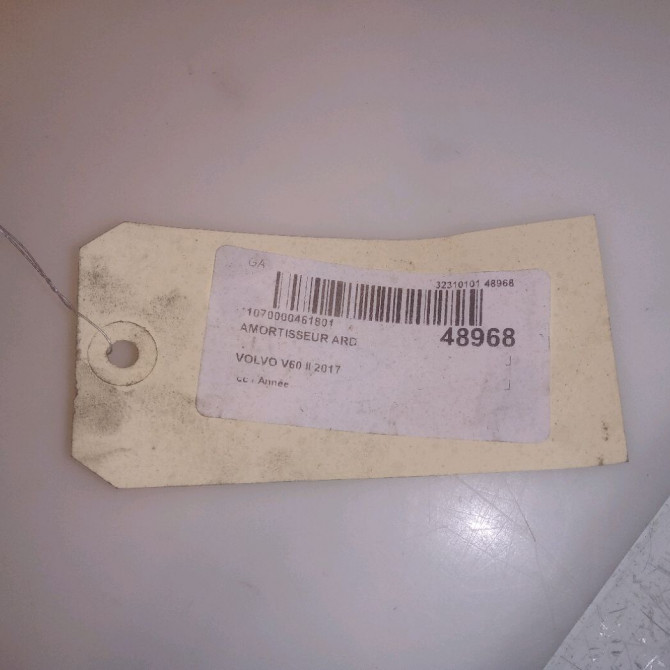 GA
32310101 48968
*1070000461801
AMORTISSEUR ARD
48968
VOLVO V60 II 2017
Année